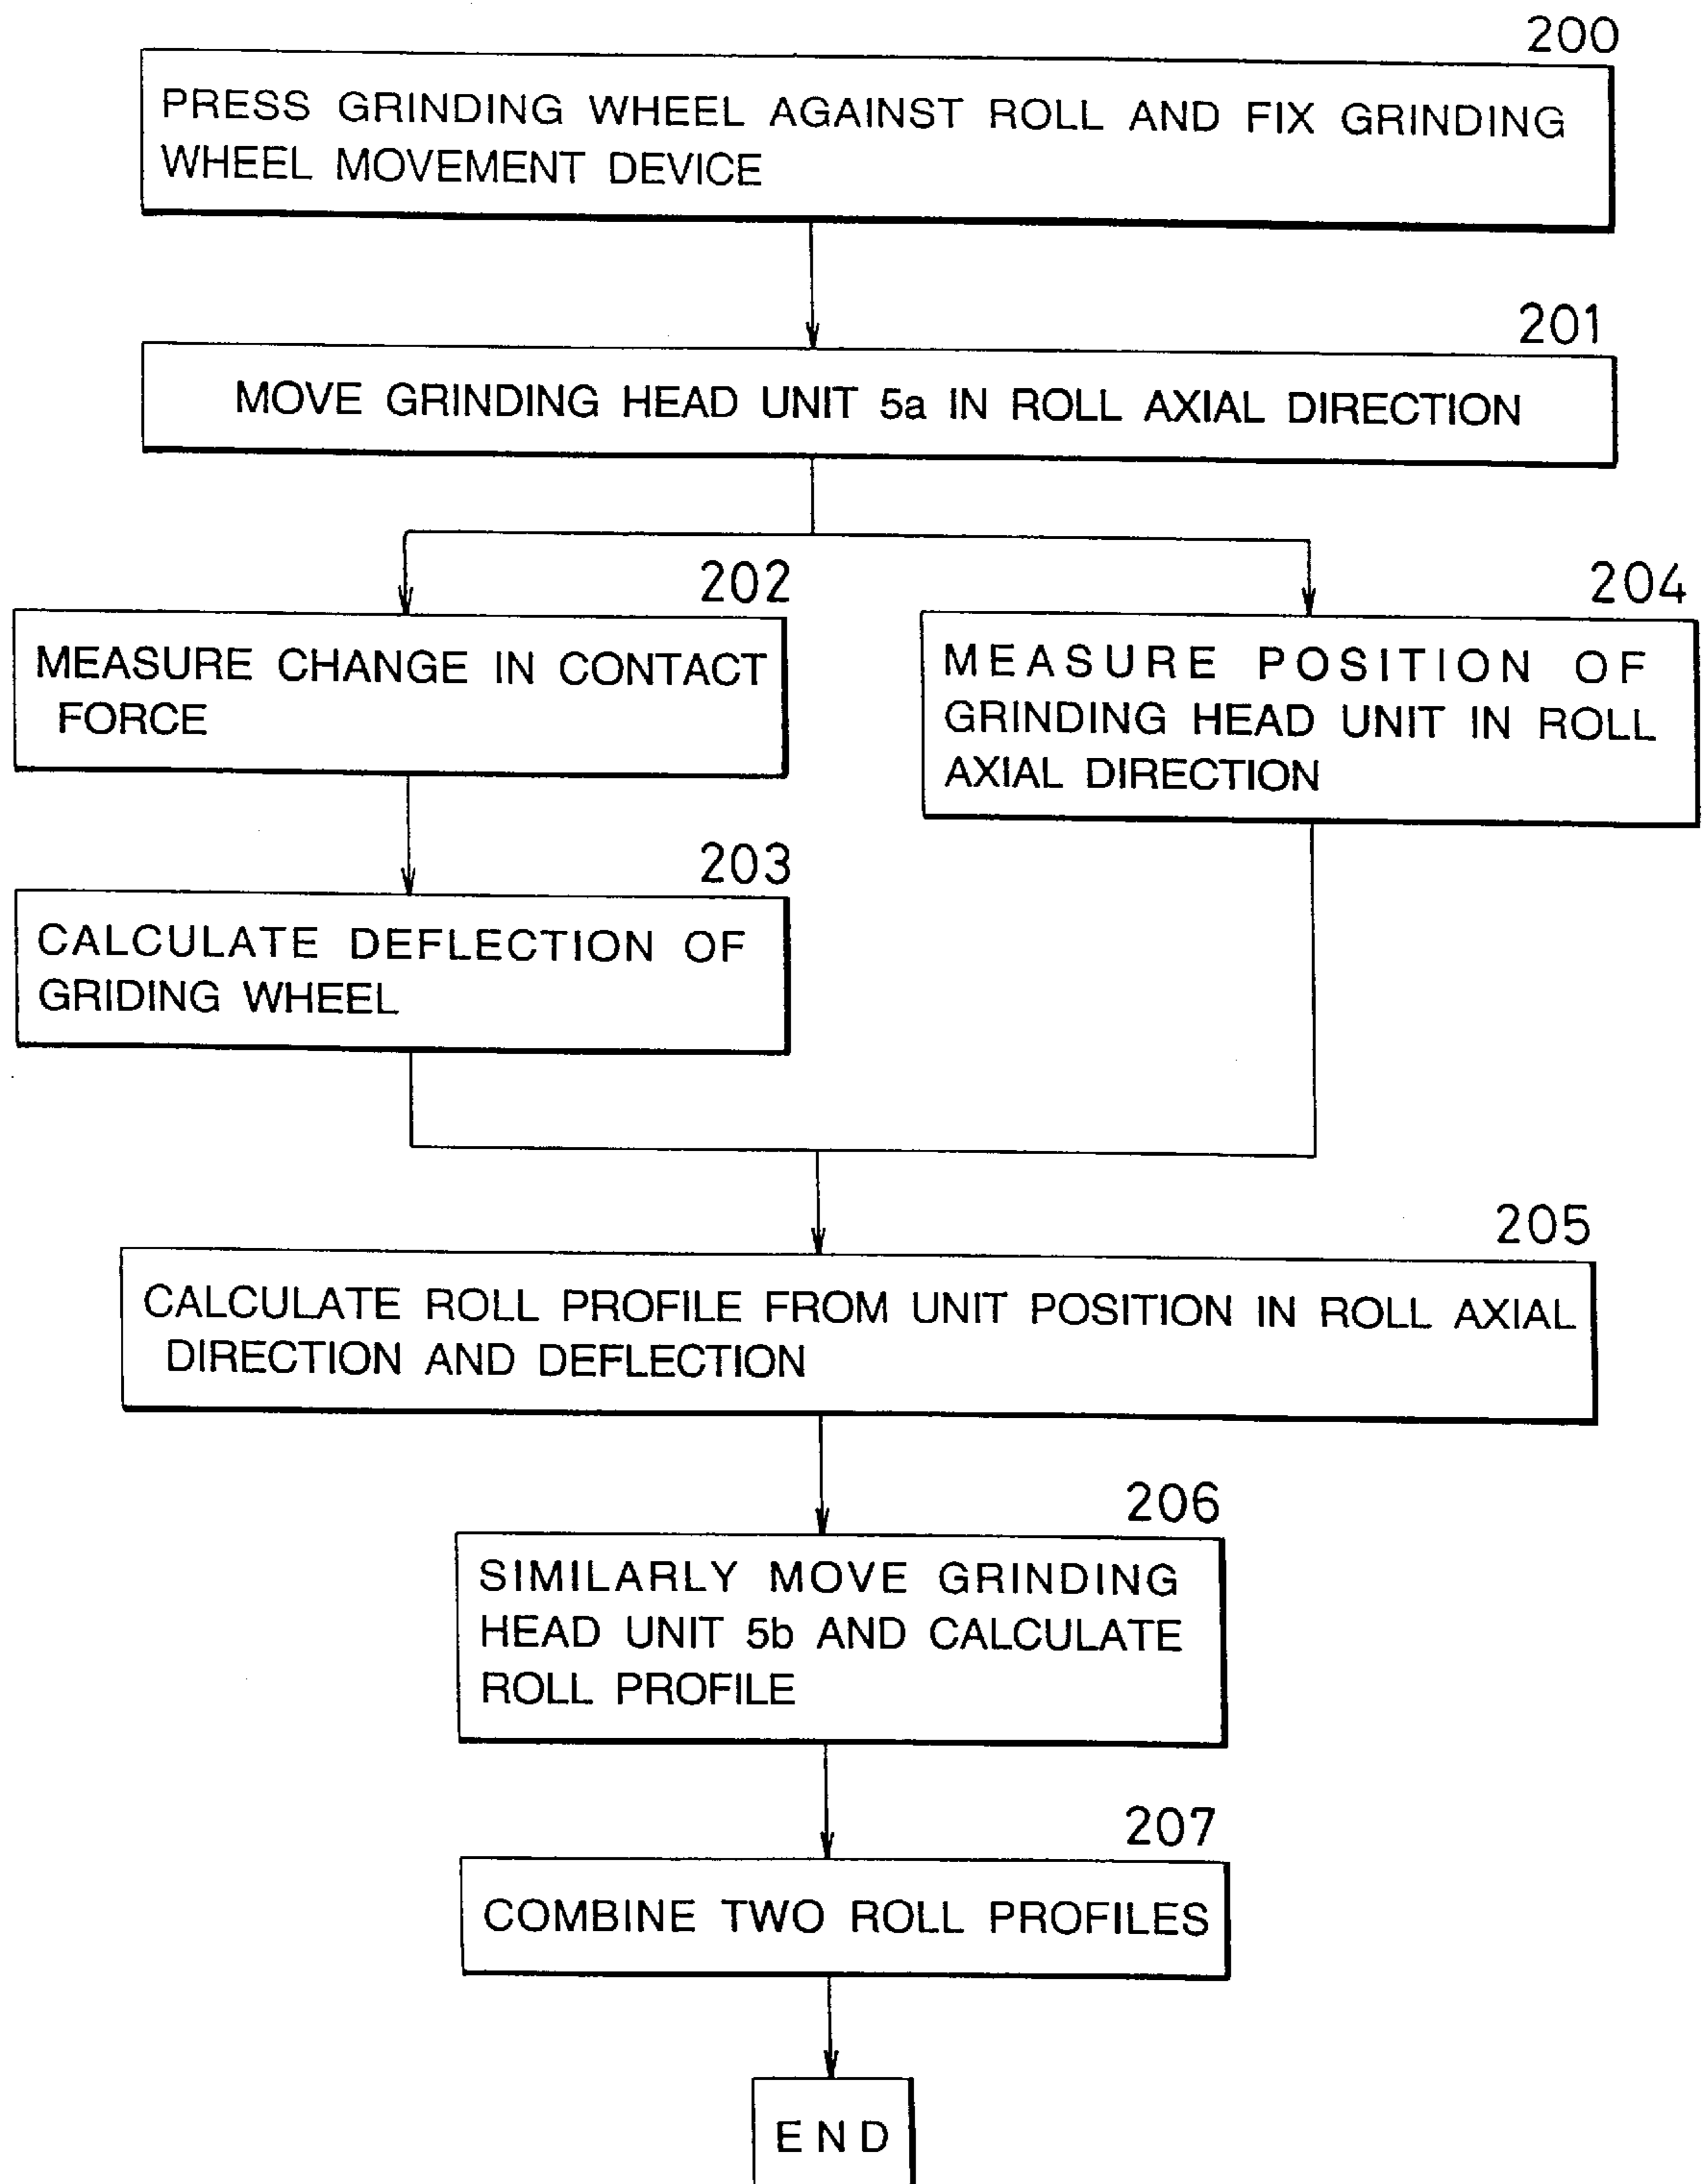 200
PRESS GRINDING WHEEL AGAINST ROLL AND FIX GRINDING
WHEEL MOVEMENT DEVICE
201
MOVE GRINDING HEAD UNIT 5a IN ROLL AXIAL DIRECTION
202
MEASURE CHANGE IN CONTACT
FORCE
204
MEASURE POSITION OF
GRINDING HEAD UNIT IN ROLL
AXIAL DIRECTION
203
CALCULATE DEFLECTION OF
GRIDING WHEEL
205
CALCULATE ROLL PROFILE FROM UNIT POSITION IN ROLL AXIAL
DIRECTION AND DEFLECTION
206
SIMILARLY MOVE GRINDING
HEAD UNIT 5b AND CALCULATE
ROLL PROFILE
207
COMBINE TWO ROLL PROFILES
END